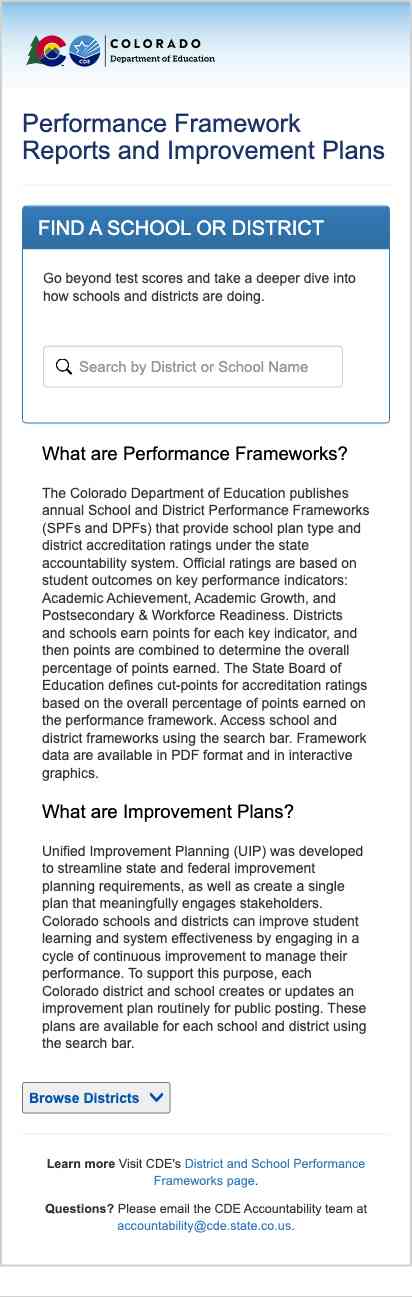 COLORADO
CDE
Department of Education
Performance Framework
Reports and Improvement Plans
FIND A SCHOOL OR DISTRICT
Go beyond test scores and take a deeper dive into
how schools and districts are doing.
Search by District or School Name
What are Performance Frameworks?
The Colorado Department of Education publishes
annual School and District Performance Frameworks
(SPFs and DPFs) that provide school plan type and
district accreditation ratings under the state
accountability system. Official ratings are based on
student outcomes on key performance indicators:
Academic Achievement, Academic Growth, and
Postsecondary & Workforce Readiness. Districts
and schools earn points for each key indicator, and
then points are combined to determine the overall
percentage of points earned. The State Board of
Education defines cut-points for accreditation ratings
based on the overall percentage of points earned on
the performance framework. Access school and
district frameworks using the search bar. Framework
data are available in PDF format and in interactive
graphics.
What are Improvement Plans?
Unified Improvement Planning (UIP) was developed
to streamline state and federal improvement
planning requirements, as well as create a single
plan that meaningfully engages stakeholders.
Colorado schools and districts can improve student
learning and system effectiveness by engaging in a
cycle of continuous improvement to manage their
performance. To support this purpose, each
Colorado district and school creates or updates an
improvement plan routinely for public posting. These
plans are available for each school and district using
the search bar.
Browse Districts
Learn more Visit CDE's District and School Performance
Frameworks page.
Questions? Please email the CDE Accountability team at
accountability@cde.state.co.us.